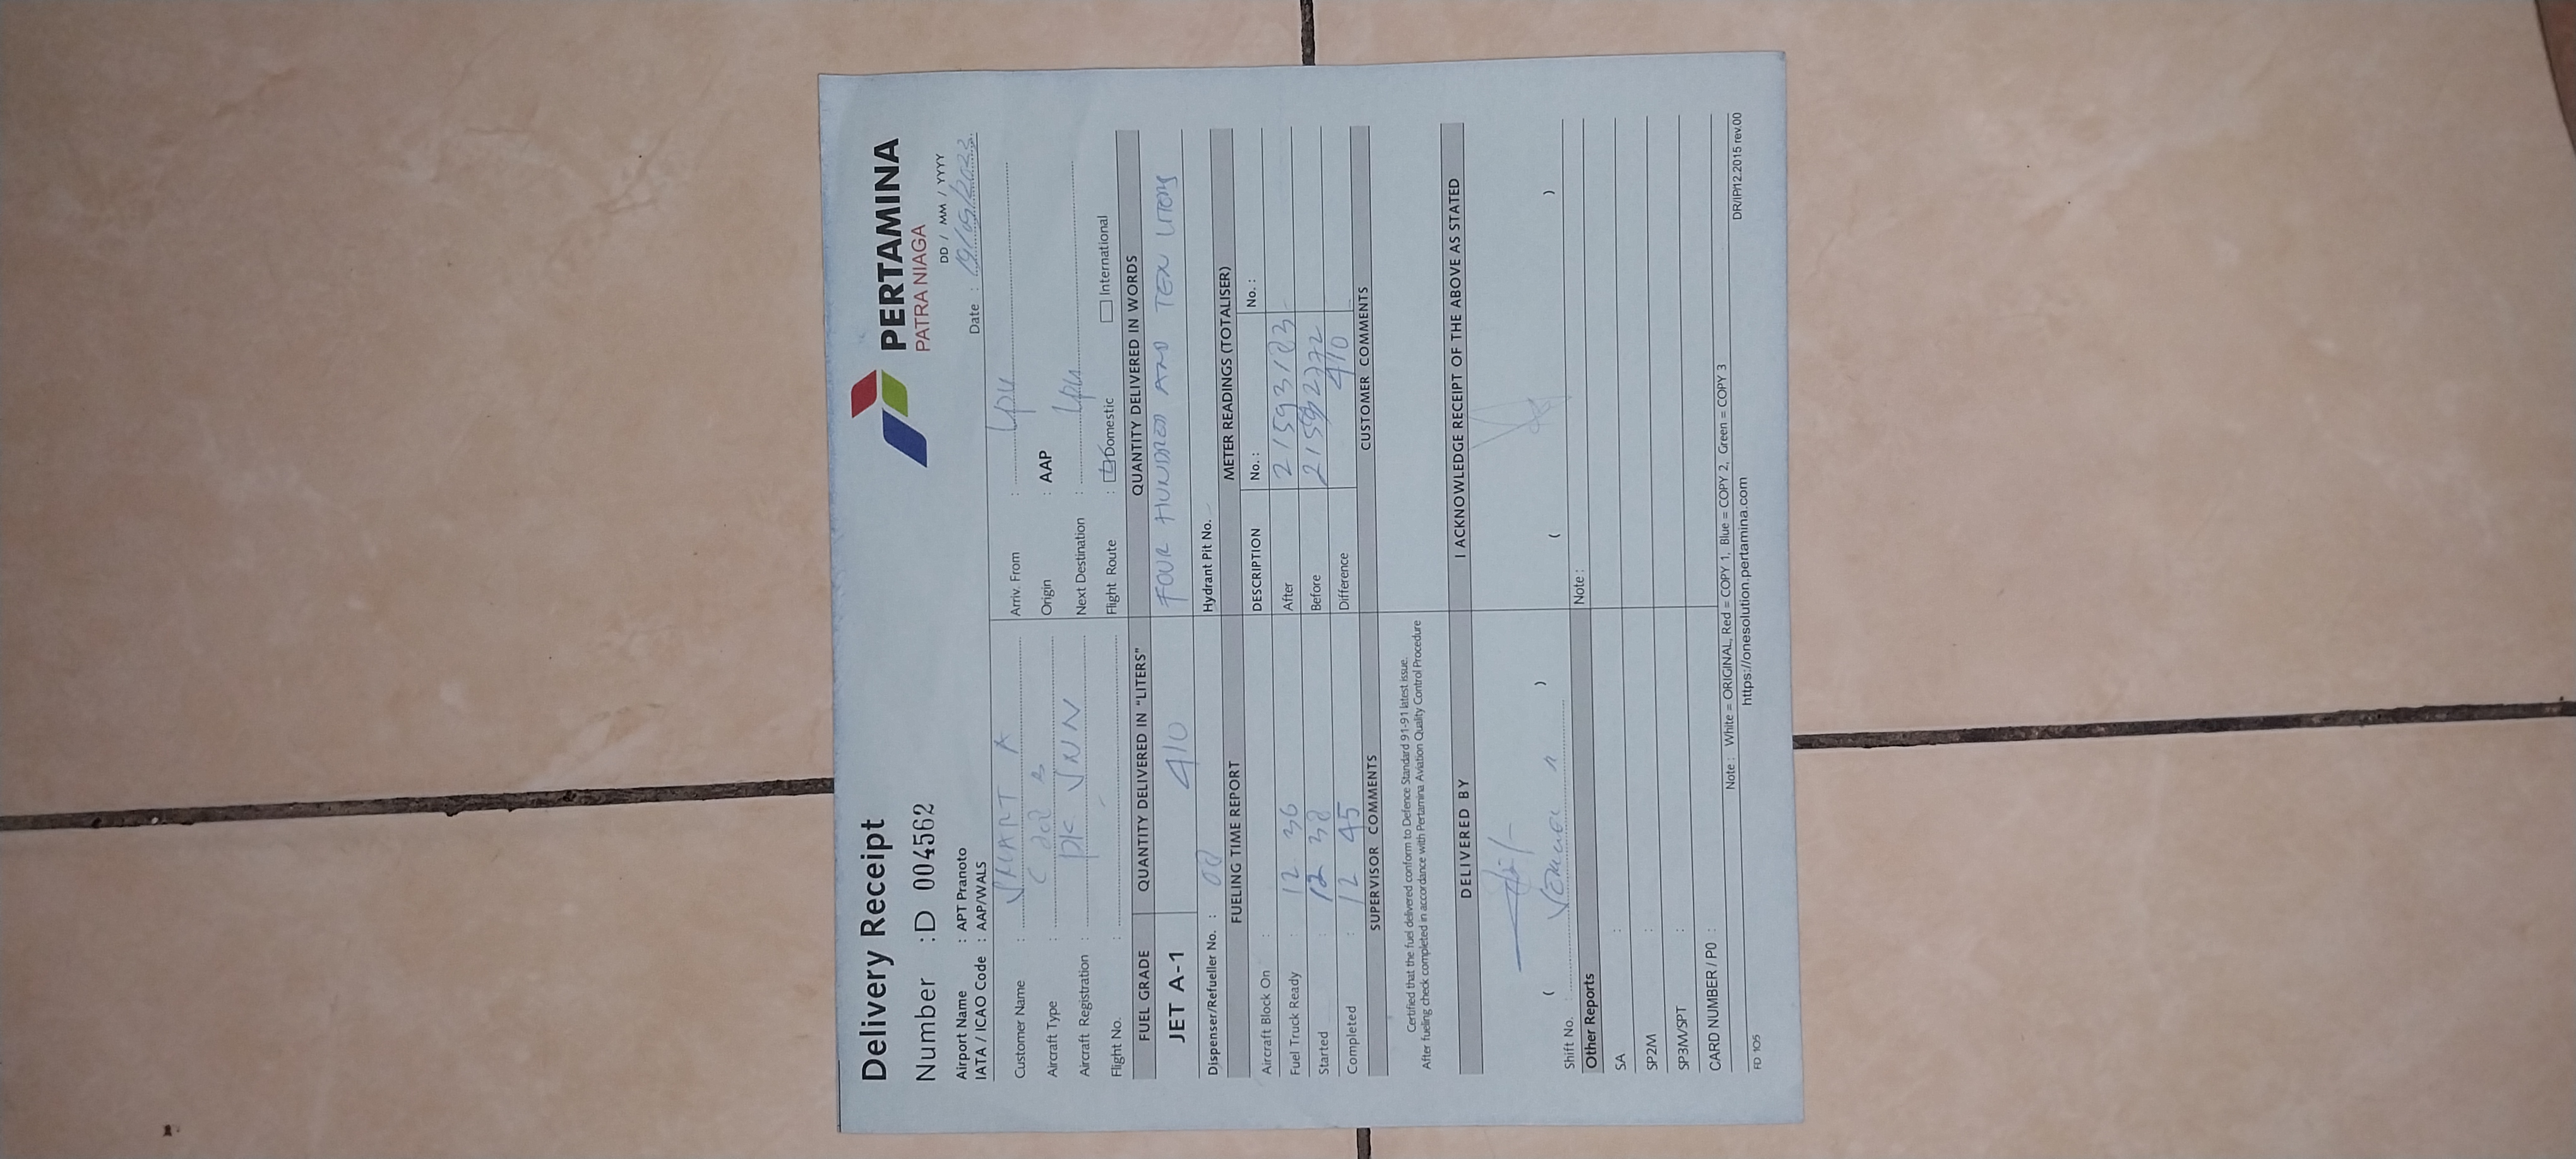 Delivery Receipt
PERTAMINA
PATRA NIAGA
Number : D 004562
DD / MM / YYYY
Airport Name : APT Pranoto
IATA / ICAO Code : AAP/WALS
Date : 19/09/2023
Customer Name : SMART A
Aircraft Type : C 208 B
Aircraft Registration : PK SNN
Flight No. :
Arriv. From :
Origin : AAP
Next Destination :
Flight Route : Domestic International
FUEL GRADE
QUANTITY DELIVERED IN "LITERS"
QUANTITY DELIVERED IN WORDS
JET A-1
410
FOUR HUNDRED AND TEN LITERS
Dispenser/Refueller No. : 08
Hydrant Pit No. -
FUELING TIME REPORT
METER READINGS (TOTALISER)
DESCRIPTION No. : No. :
Aircraft Block On :
Fuel Truck Ready : 12 36
After
Started : 12 38
Before
Completed : 12 45
Difference 410
SUPERVISOR COMMENTS
CUSTOMER COMMENTS
Certified that the fuel delivered conform to Defence Standard 91-91 latest issue.
After fueling check completed in accordance with Pertamina Aviation Quality Control Procedure
DELIVERED BY
I ACKNOWLEDGE RECEIPT OF THE ABOVE AS STATED
( )
( )
Shift No. :
Note :
Other Reports
SA :
SP2M :
SP3M/SPT :
CARD NUMBER / P0 :
Note : White = ORIGINAL, Red = COPY 1, Blue = COPY 2, Green = COPY 3
FD 105
https://onesolution.pertamina.com
DR/IP/12.2015 rev.00